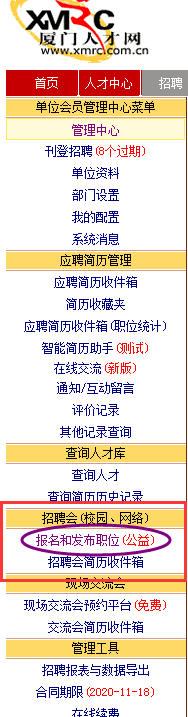 XMRC
厦门人才网
www.xmrc.com.cn
首页 人才中心 招聘
单位会员管理中心菜单
管理中心
刊登招聘(8个过期)
单位资料
部门设置
我的配置
系统消息
应聘简历管理
应聘简历收件箱
简历收藏夹
应聘简历收件箱(职位统计)
智能简历助手(测试)
在线交流(新版)
通知/互动留言
评价记录
其他记录查询
查询人才库
查询人才
查询简历历史记录
招聘会(校园、网络)
报名和发布职位(公益)
招聘会简历收件箱
现场交流会
现场交流会预约平台(免费)
交流会简历收件箱
管理工具
招聘报表与数据导出
合同期限(2020-11-18)
在线续费